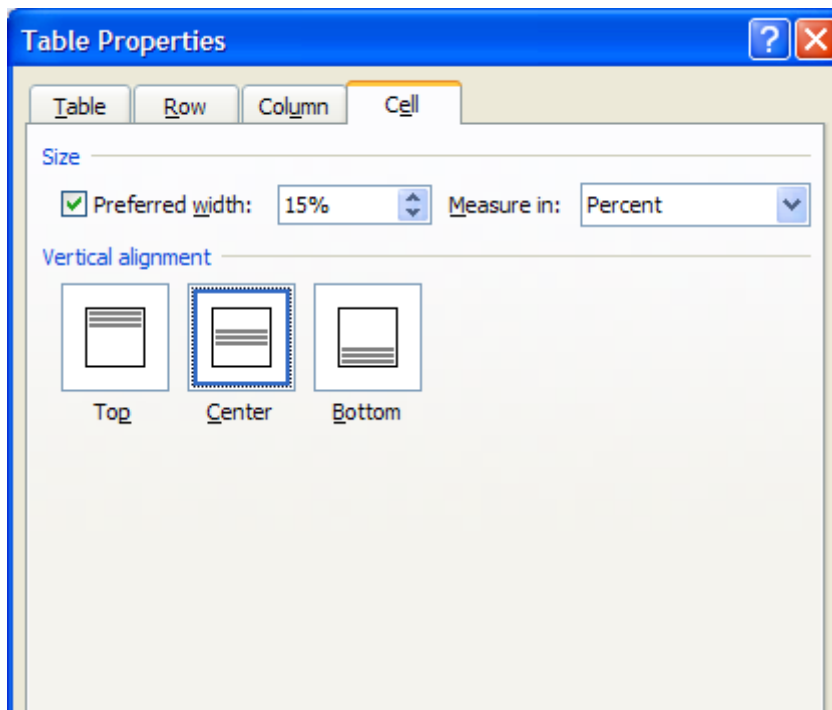 Table Properties
Table Row Column Cell
Size
Preferred width: 15% Measure in: Percent
Vertical alignment
Top Center Bottom